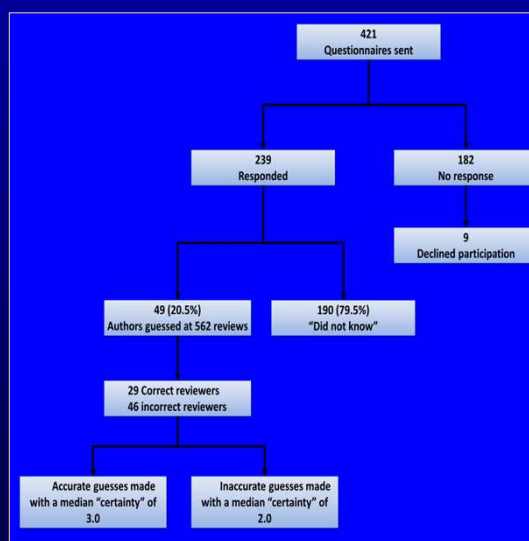 421
Questionnaires sent
239
Responded
182
No response
9
Declined participation
49 (20.5%)
Authors guessed at 562 reviews
190 (79.5%)
"Did not know"
29 Correct reviewers
46 incorrect reviewers
Accurate guesses made
with a median "certainty" of
3.0
Inaccurate guesses made
with a median "certainty" of
2.0